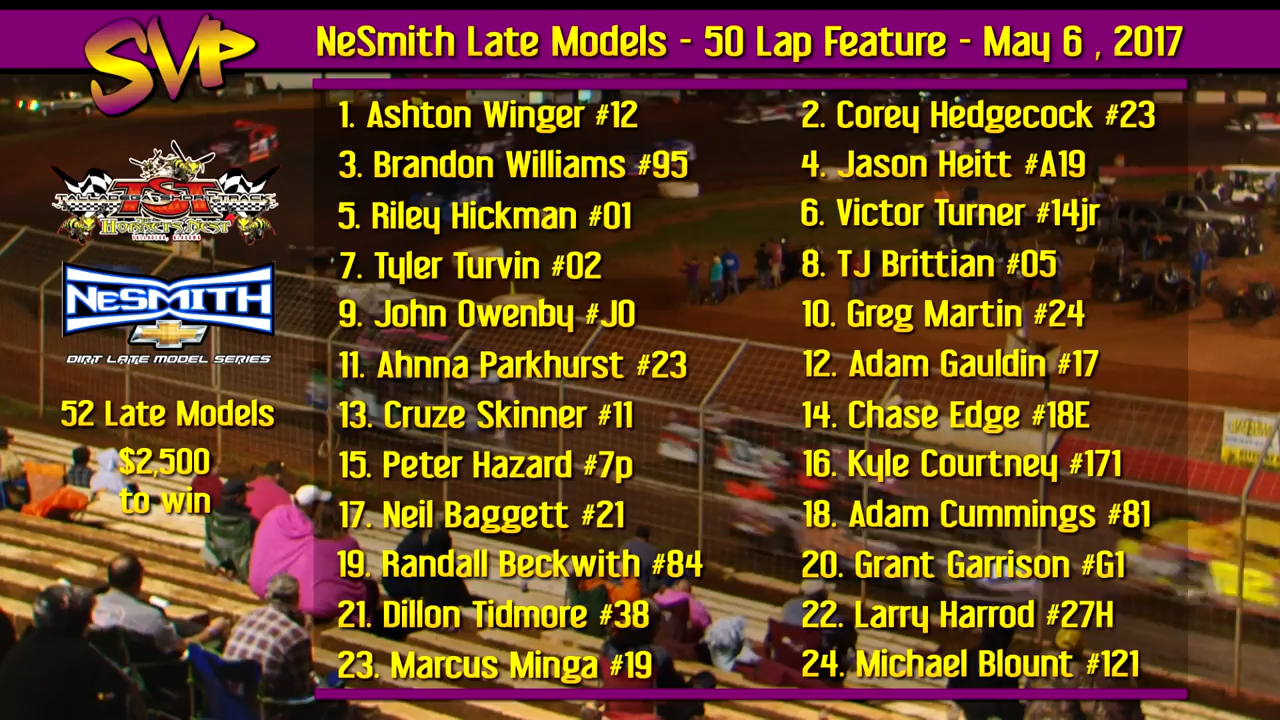 SVP
NeSmith Late Models - 50 Lap Feature - May 6 , 2017
1. Ashton Winger #12
2. Corey Hedgecock #23
3. Brandon Williams #95
4. Jason Heitt #A19
5. Riley Hickman #01
6. Victor Turner #14jr
7. Tyler Turvin #02
8. TJ Brittian #05
9. John Owenby #JO
10. Greg Martin #24
11. Ahnna Parkhurst #23
12. Adam Gauldin #17
13. Cruze Skinner #11
14. Chase Edge #18E
15. Peter Hazard #7p
16. Kyle Courtney #171
17. Neil Baggett #21
18. Adam Cummings #81
19. Randall Beckwith #84
20. Grant Garrison #G1
21. Dillon Tidmore #38
22. Larry Harrod #27H
23. Marcus Minga #19
24. Michael Blount #121
TST
Hornets Nest
NeSmith
DIRT LATE MODEL SERIES
52 Late Models
$2,500
to win